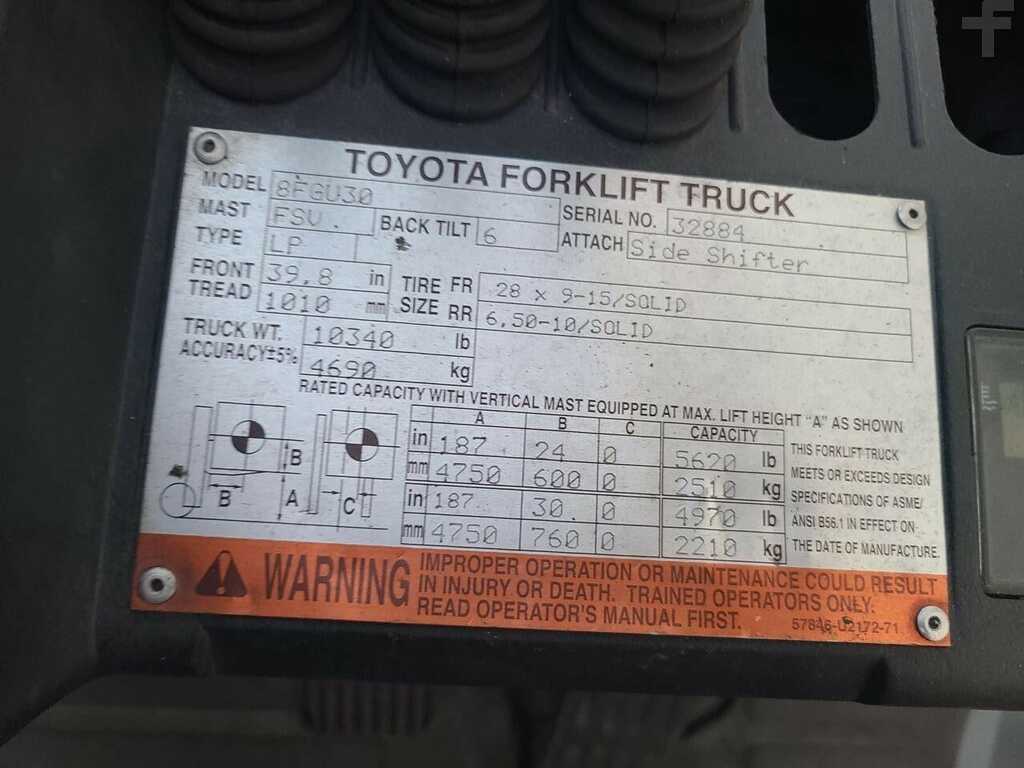 TOYOTA FORKLIFT TRUCK
MODEL 8FGU30 SERIAL NO. 32884
MAST FSV. BACK TILT 6 ATTACH Side Shifter
TYPE LP
FRONT TREAD 39.8 in 1010 mm
TIRE SIZE FR 28 x 9-15/SOLID
RR 6.50-10/SOLID
TRUCK WT. 10340 lb
ACCURACY±5% 4690 kg
RATED CAPACITY WITH VERTICAL MAST EQUIPPED AT MAX. LIFT HEIGHT "A" AS SHOWN
A B C CAPACITY
in 187 24 0 5620 lb
mm 4750 600 0 2510 kg
in 187. 30. 0 4970 lb
mm 4750 760 0 2210 kg
B B A C
THIS FORKLIFT TRUCK
MEETS OR EXCEEDS DESIGN
SPECIFICATIONS OF ASME/
ANSI B56.1 IN EFFECT ON
THE DATE OF MANUFACTURE.
WARNING
IMPROPER OPERATION OR MAINTENANCE COULD RESULT
IN INJURY OR DEATH. TRAINED OPERATORS ONLY.
READ OPERATOR'S MANUAL FIRST.
57846-U2172-71
f